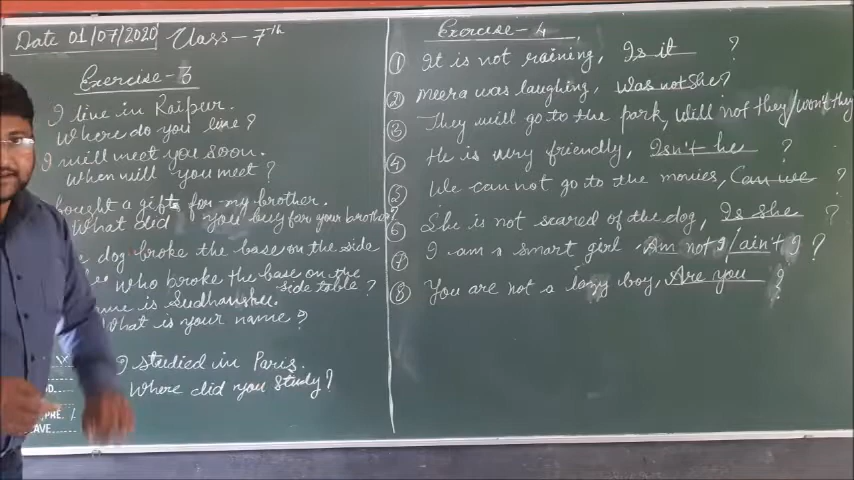 Date 01/07/2020 Class - 7th
Exercise - 3
I live in Raipur.
Where do you live?
I will meet you soon.
When will you meet?
bought a gift for my brother.
What did you buy for your brother?
dog broke the base on the side
who broke the base on the
side table?
me is Sudhanshu.
What is your name?
I studied in Paris.
Where did you study?
PRE.
AVE.
Exercise - 4
① It is not raining, Is it ?
② Meera was laughing, was not she?
③ They will go to the park, Will not they/won't they
④ He is very friendly, Isn't he ?
⑤ We can not go to the movies, Can we ?
⑥ She is not scared of the dog, Is she ?
⑦ I am a smart girl. Am not I/ain't I ?
⑧ You are not a lazy boy, Are you ?